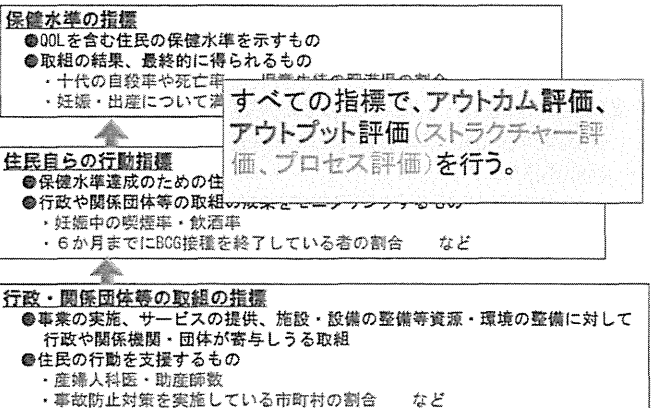 保健水準の指標
●QOLを含む住民の保健水準を示すもの
●取組の結果、最終的に得られるもの
・十代の自殺率や死亡率
・妊娠・出産について満
すべての指標で、アウトカム評価、
アウトプット評価(ストラクチャー評
価、プロセス評価)を行う。
住民自らの行動指標
●保健水準達成のための住
●行政や関係団体等の取組の成果をモニタリングするもの
・妊娠中の喫煙率・飲酒率
・6か月までにBCG接種を終了している者の割合 など
行政・関係団体等の取組の指標
●事業の実施、サービスの提供、施設・設備の整備等資源・環境の整備に対して
行政や関係機関・団体が寄与しうる取組
●住民の行動を支援するもの
・産婦人科医・助産師数
・事故防止対策を実施している市町村の割合 など